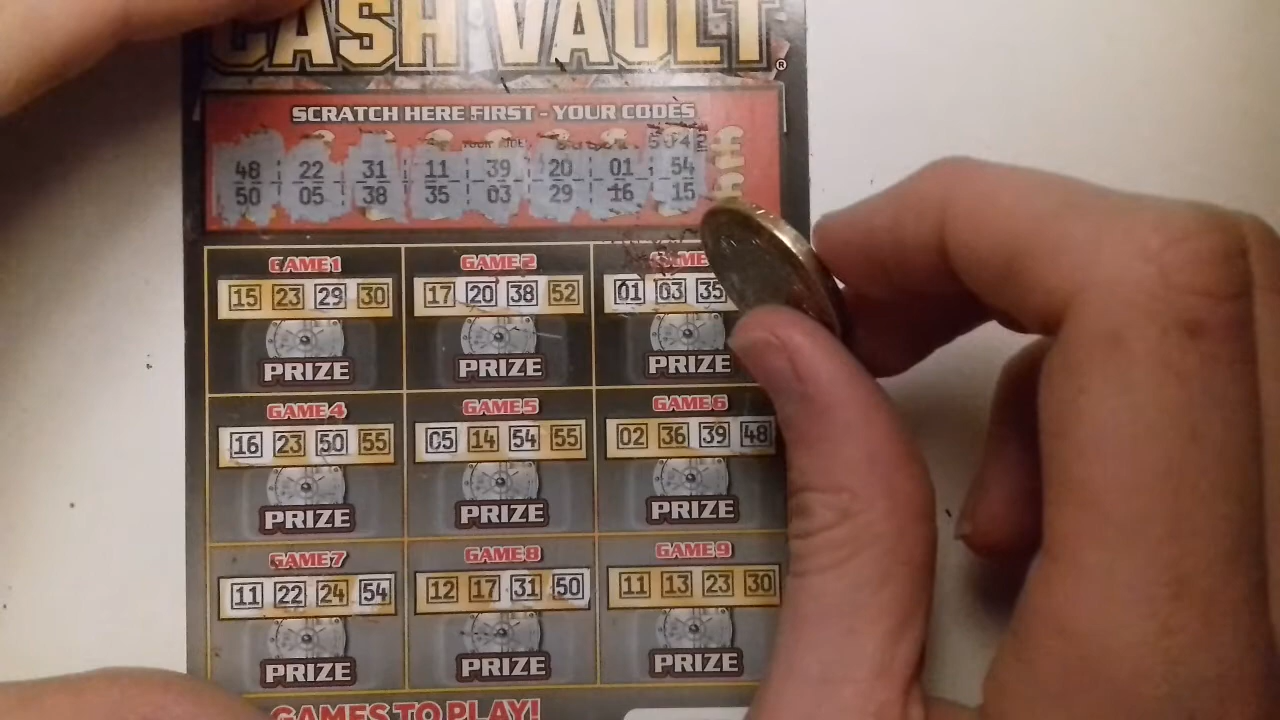 CASH VAULT®
SCRATCH HERE FIRST - YOUR CODES
5042
48 22 31 11 39 20 01 54
50 05 38 35 03 29 16 15
GAME 1 GAME 2
15 23 29 30 17 20 38 52 01 03 35
PRIZE PRIZE PRIZE
GAME 4 GAME 5 GAME 6
16 23 50 55 05 14 54 55 02 36 39 48
PRIZE PRIZE PRIZE
GAME 7 GAME 8 GAME 9
11 22 24 54 12 17 31 50 11 13 23 30
PRIZE PRIZE PRIZE
GAMES TO PLAY!